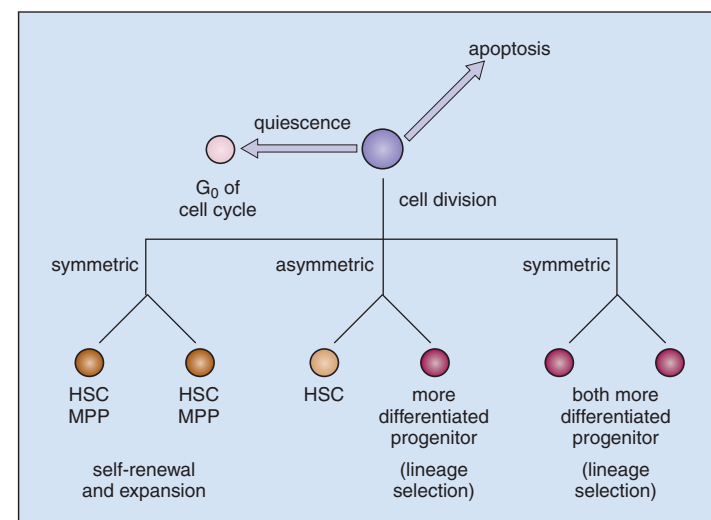 apoptosis
quiescence
G₀ of
cell cycle
cell division
symmetric
asymmetric
symmetric
HSC
MPP
HSC
MPP
HSC
more
differentiated
progenitor
both more
differentiated
progenitor
self-renewal
and expansion
(lineage
selection)
(lineage
selection)